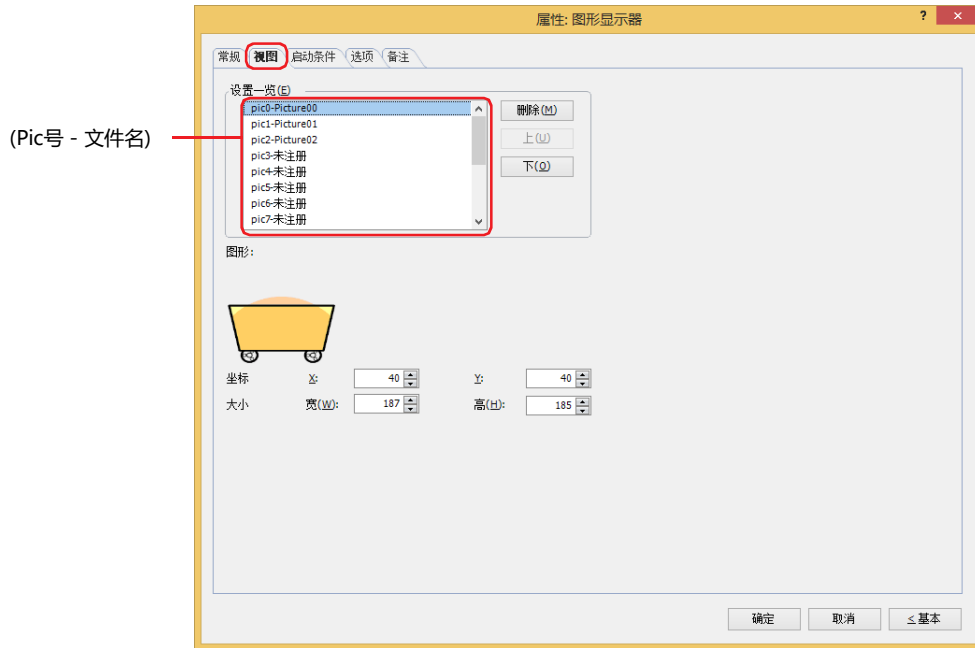 属性: 图形显示器
? ×
常规 视图 启动条件 选项 备注
设置一览(E)
pic0-Picture00
pic1-Picture01
pic2-Picture02
pic3-未注册
pic4-未注册
pic5-未注册
pic6-未注册
pic7-未注册
删除(M)
上(U)
下(O)
(Pic号 - 文件名)
图形:
坐标 X: 40 Y: 40
大小 宽(W): 187 高(H): 185
确定 取消 <基本